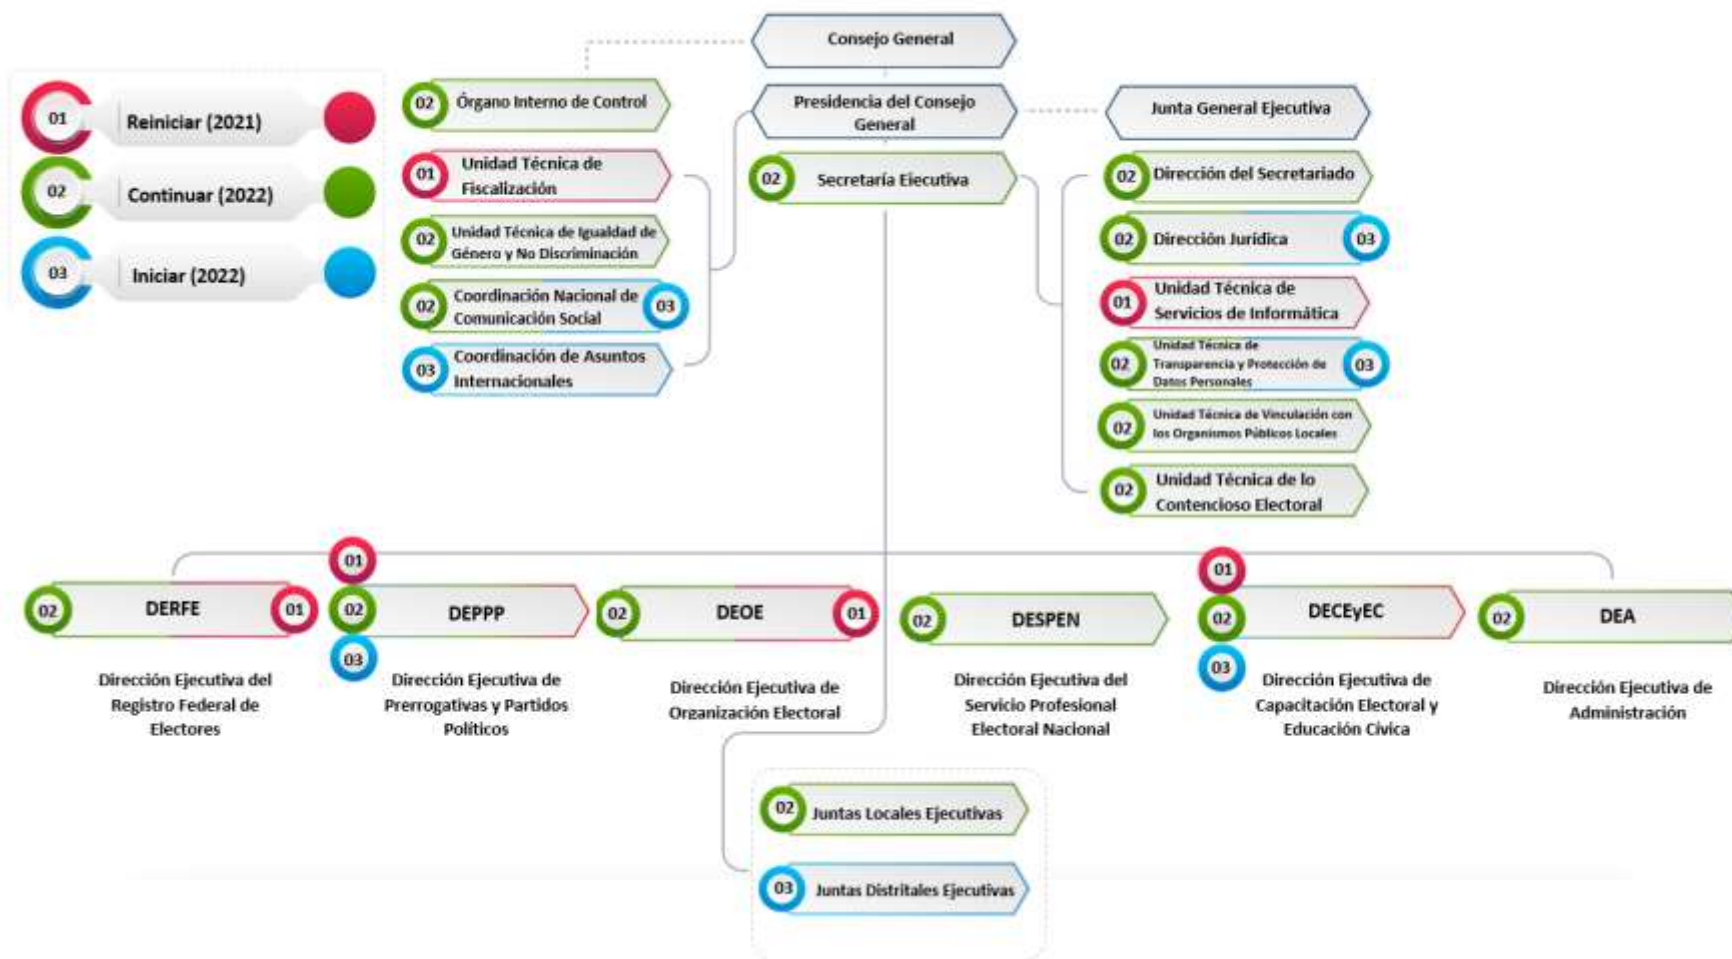 Consejo General
01
Reiniciar (2021)
02
Continuar (2022)
03
Iniciar (2022)
02
Órgano Interno de Control
01
Unidad Técnica de
Fiscalización
02
Unidad Técnica de Igualdad de
Género y No Discriminación
02
Coordinación Nacional de
Comunicación Social
03
03
Coordinación de Asuntos
Internacionales
Presidencia del Consejo
General
02
Secretaría Ejecutiva
Junta General Ejecutiva
02
Dirección del Secretariado
02
Dirección Jurídica
03
01
Unidad Técnica de
Servicios de Informática
02
Unidad Técnica de
Transparencia y Protección de
Datos Personales
03
02
Unidad Técnica de Vinculación con
los Organismos Públicos Locales
02
Unidad Técnica de lo
Contencioso Electoral
02
DERFE
01
Dirección Ejecutiva del
Registro Federal de
Electores
01
02
03
DEPPP
Dirección Ejecutiva de
Prerrogativas y Partidos
Políticos
02
DEOE
01
Dirección Ejecutiva de
Organización Electoral
02
DESPEN
Dirección Ejecutiva del
Servicio Profesional
Electoral Nacional
01
02
03
DECEyEC
Dirección Ejecutiva de
Capacitación Electoral y
Educación Cívica
02
DEA
Dirección Ejecutiva de
Administración
02
Juntas Locales Ejecutivas
03
Juntas Distritales Ejecutivas